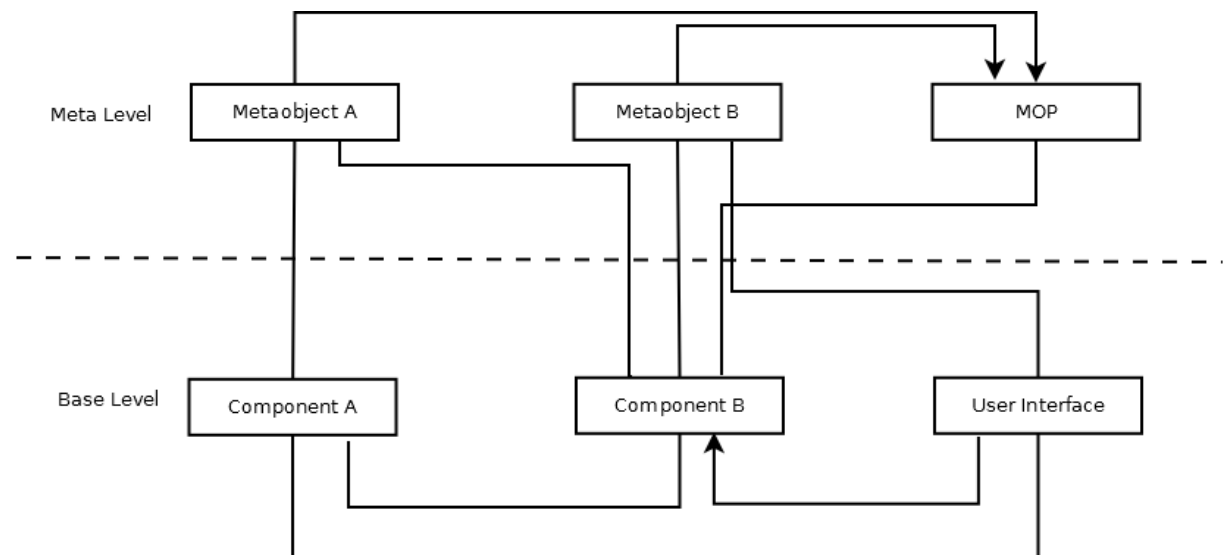 Meta Level
Metaobject A
Metaobject B
MOP
Base Level
Component A
Component B
User Interface